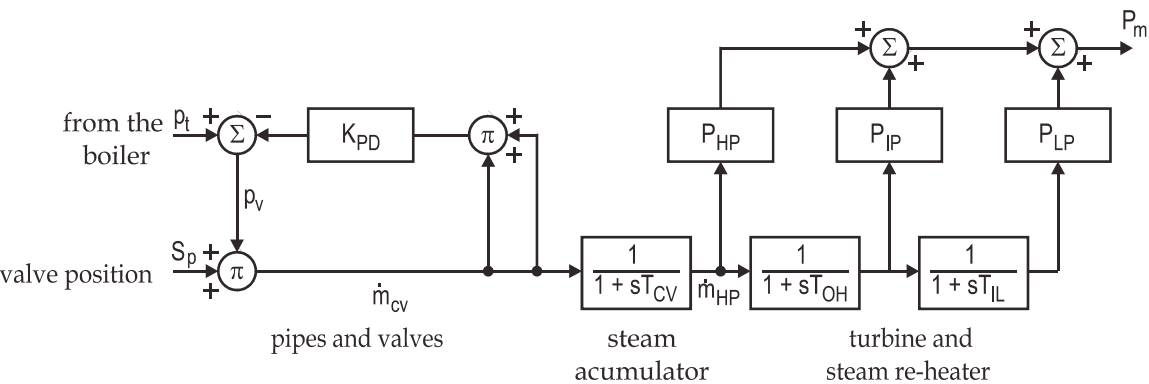 P_m
+ Σ + Σ
+ +
from the p_t + Σ − K_PD π + P_HP P_IP P_LP
boiler +
p_v
S_p + 1 1 1
valve position π 1 + sT_CV ṁ_HP 1 + sT_OH 1 + sT_IL
+ ṁ_cv
pipes and valves steam turbine and
acumulator steam re-heater